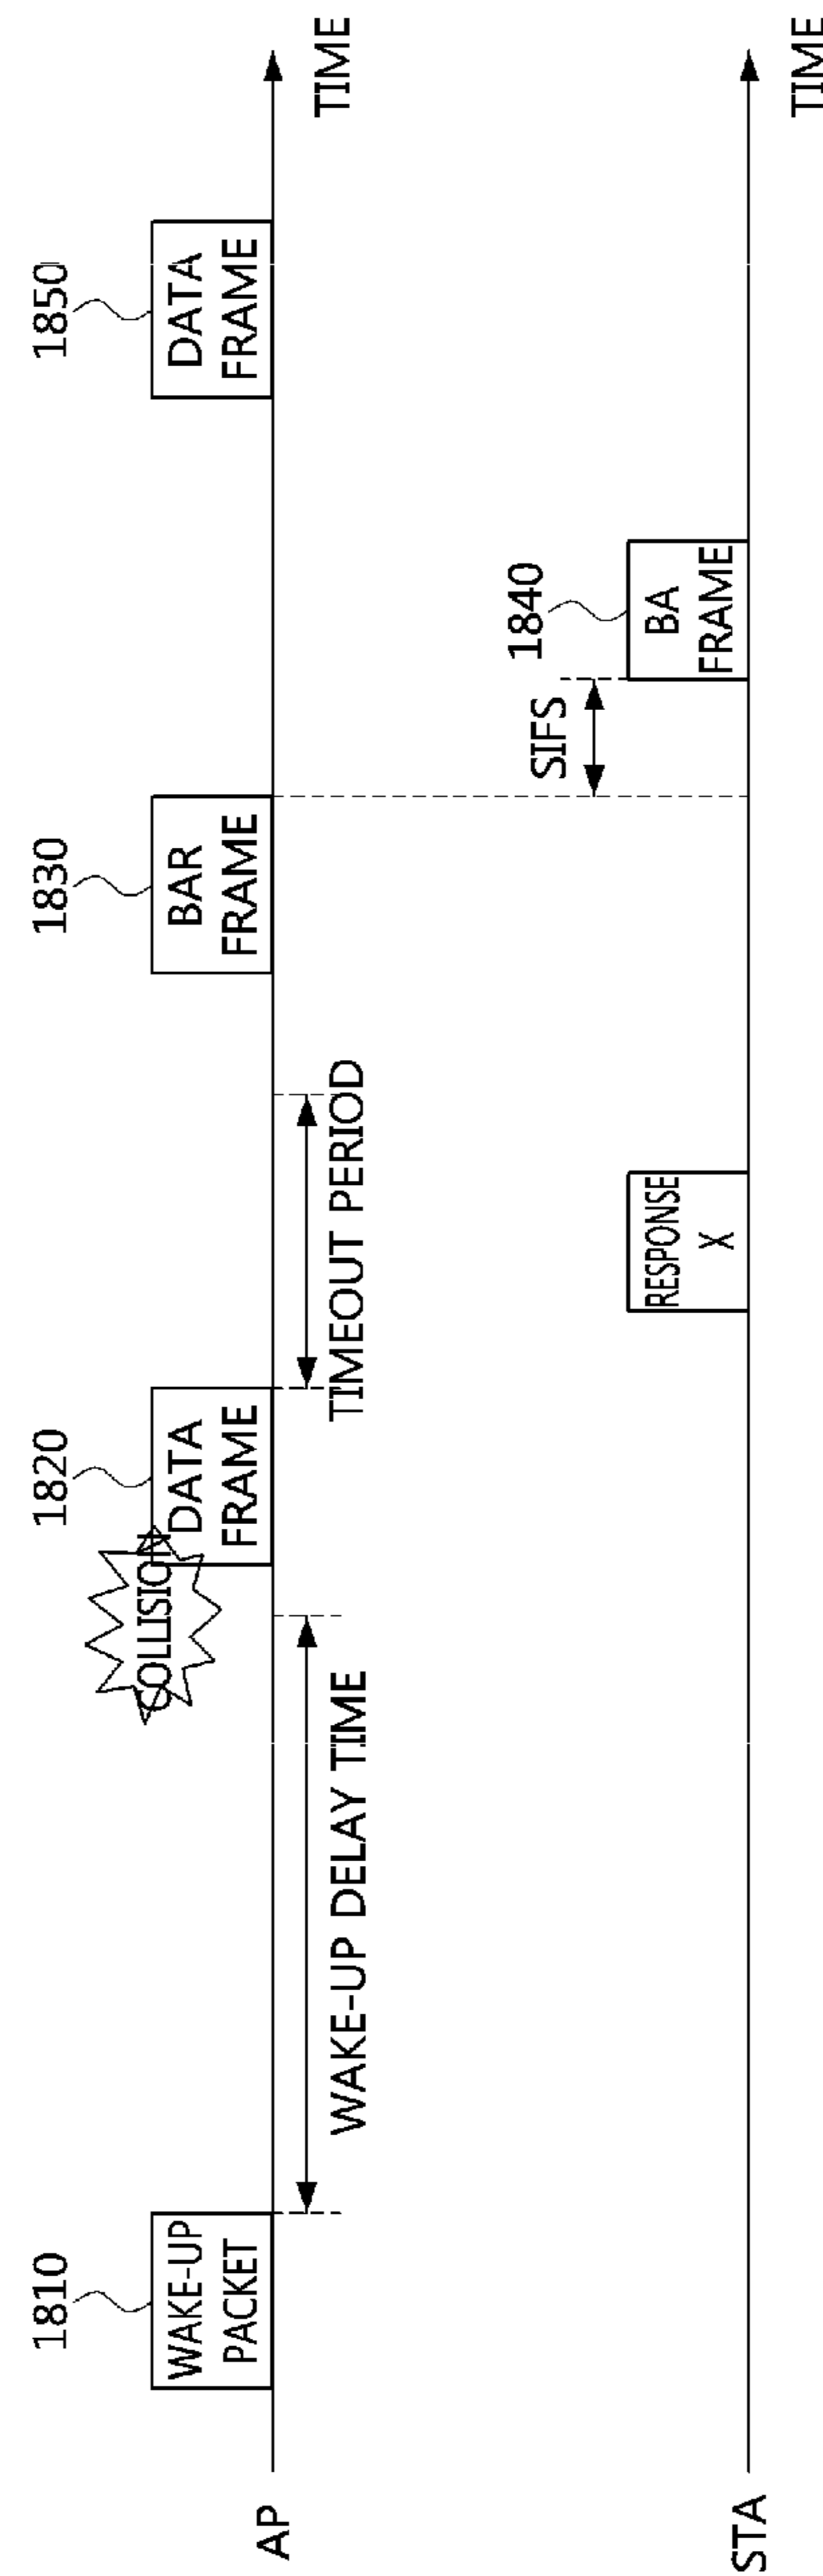 1810
1820
1830
1850
WAKE-UP
PACKET
COLLISION
DATA
FRAME
BAR
FRAME
DATA
FRAME
AP
TIME
WAKE-UP DELAY TIME
TIMEOUT PERIOD
1840
SIFS
RESPONSE
X
BA
FRAME
STA
TIME